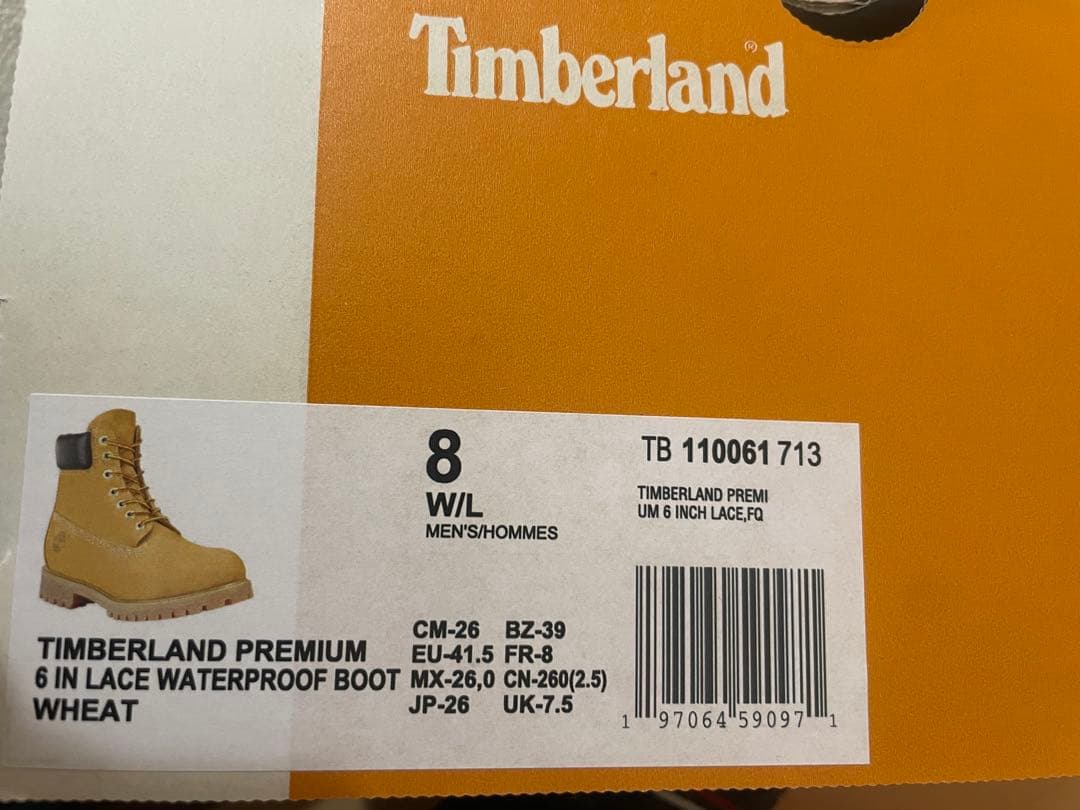 Timberland®
8
W/L
MEN'S/HOMMES
TB 110061 713
TIMBERLAND PREMI
UM 6 INCH LACE,FQ
TIMBERLAND PREMIUM
6 IN LACE WATERPROOF BOOT
WHEAT
CM-26 BZ-39
EU-41.5 FR-8
MX-26,0 CN-260(2.5)
JP-26 UK-7.5
1 97064 59097 1